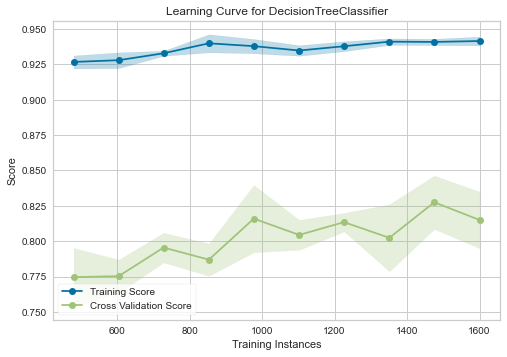 Learning Curve for DecisionTreeClassifier
0.950
0.925
0.900
0.875
0.850
0.825
0.800
0.775
0.750
Score
Training Score
Cross Validation Score
600 800 1000 1200 1400 1600
Training Instances